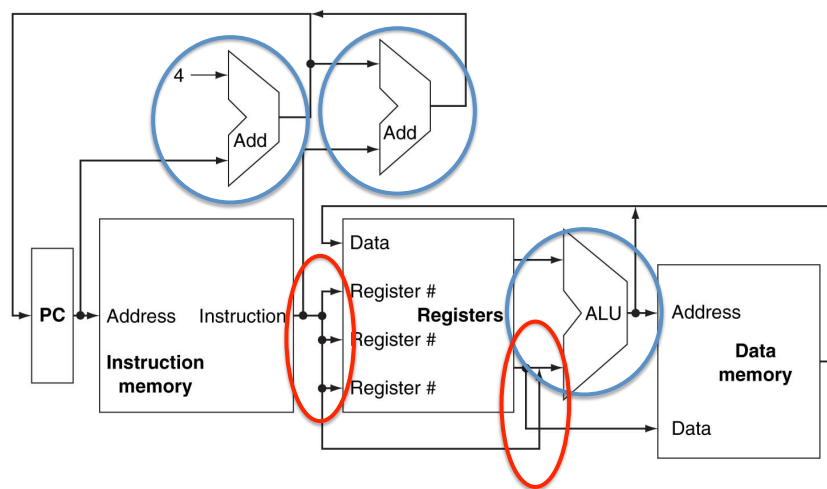 4
Add
Add
Data
PC
Address
Instruction
Register #
Registers
ALU
Address
Instruction
memory
Register #
Data
memory
Register #
Data